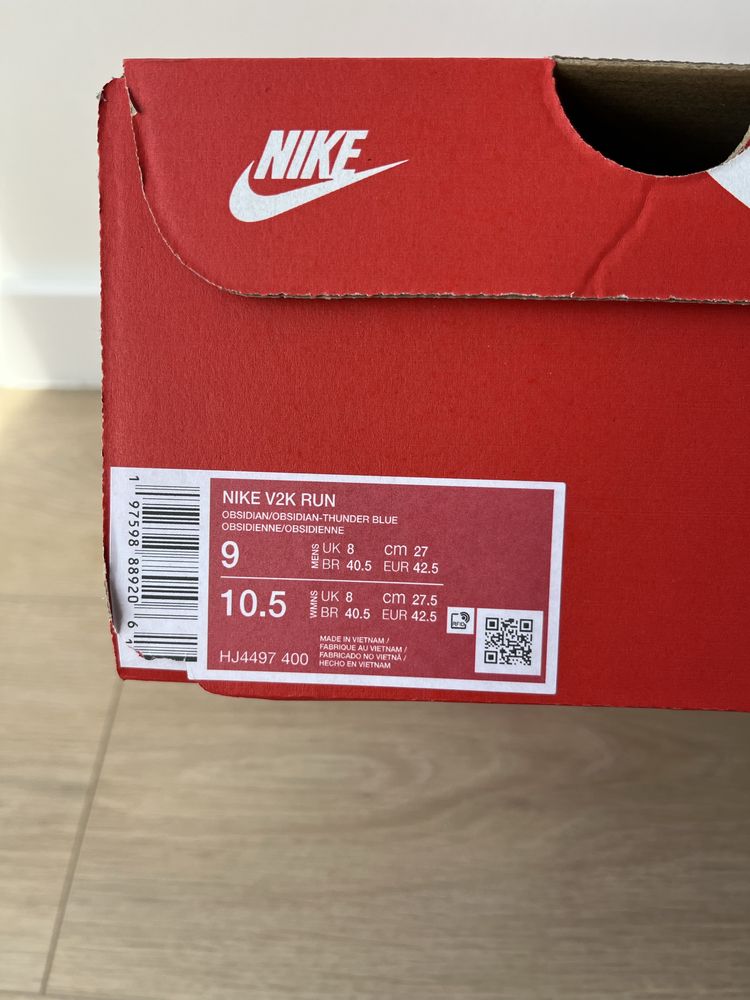 NIKE
NIKE V2K RUN
OBSIDIAN/OBSIDIAN-THUNDER BLUE
OBSIDIENNE/OBSIDIENNE
9 MENS UK 8 cm 27
BR 40.5 EUR 42.5
10.5 WMNS UK 8 cm 27.5
BR 40.5 EUR 42.5
RFID
MADE IN VIETNAM /
FABRIQUE AU VIETNAM /
FABRICADO NO VIETNÃ /
HECHO EN VIETNAM
HJ4497 400
1 97598 88920 6